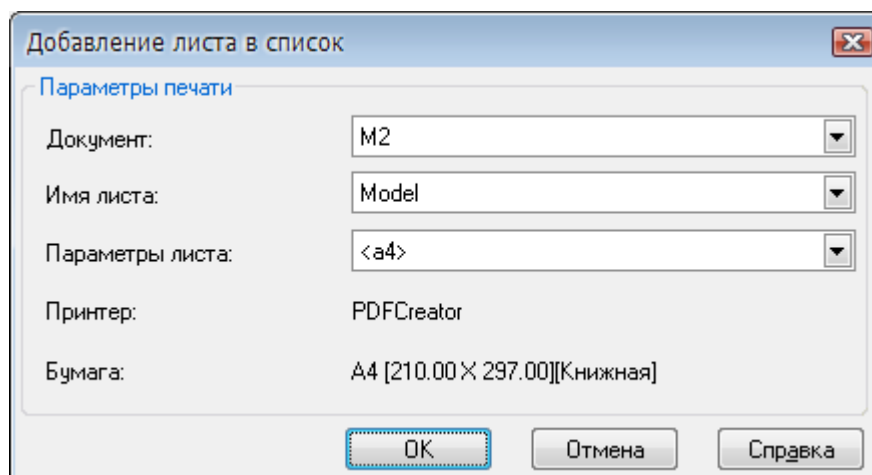 Добавление листа в список
Параметры печати
Документ: M2
Имя листа: Model
Параметры листа: <a4>
Принтер: PDFCreator
Бумага: A4 [210.00 X 297.00][Книжная]
OK Отмена Справка